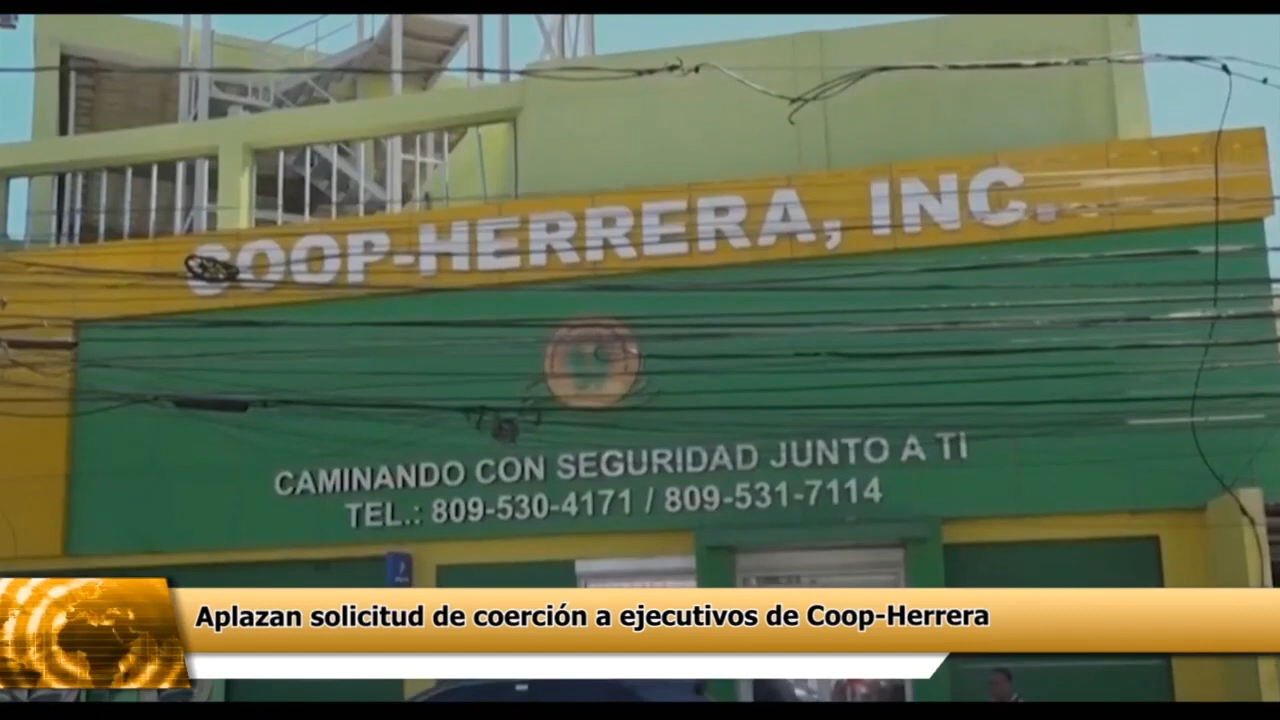 COOP-HERRERA, INC.
CAMINANDO CON SEGURIDAD JUNTO A TI
TEL.: 809-530-4171 / 809-531-7114
Aplazan solicitud de coerción a ejecutivos de Coop-Herrera